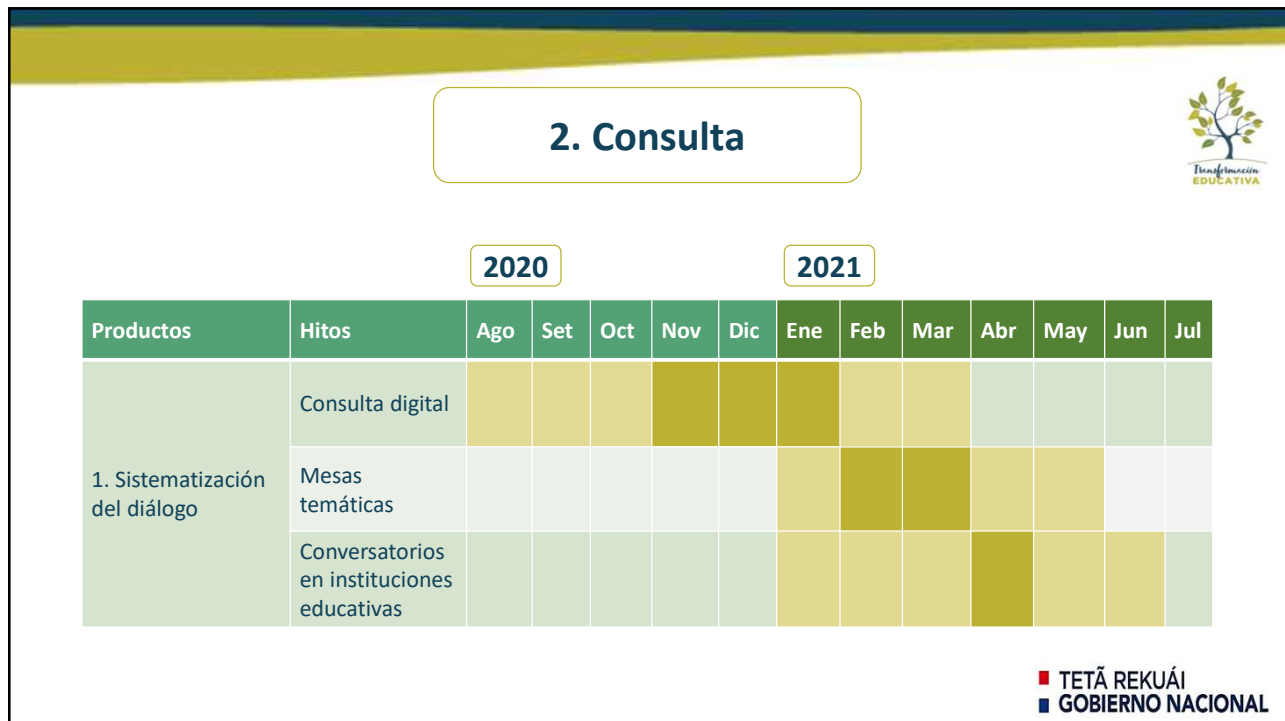 2. Consulta
Transformación
EDUCATIVA
2020 2021
Productos Hitos Ago Set Oct Nov Dic Ene Feb Mar Abr May Jun Jul
1. Sistematización
del diálogo
Consulta digital
Mesas
temáticas
Conversatorios
en instituciones
educativas
TETÃ REKUÁI
GOBIERNO NACIONAL